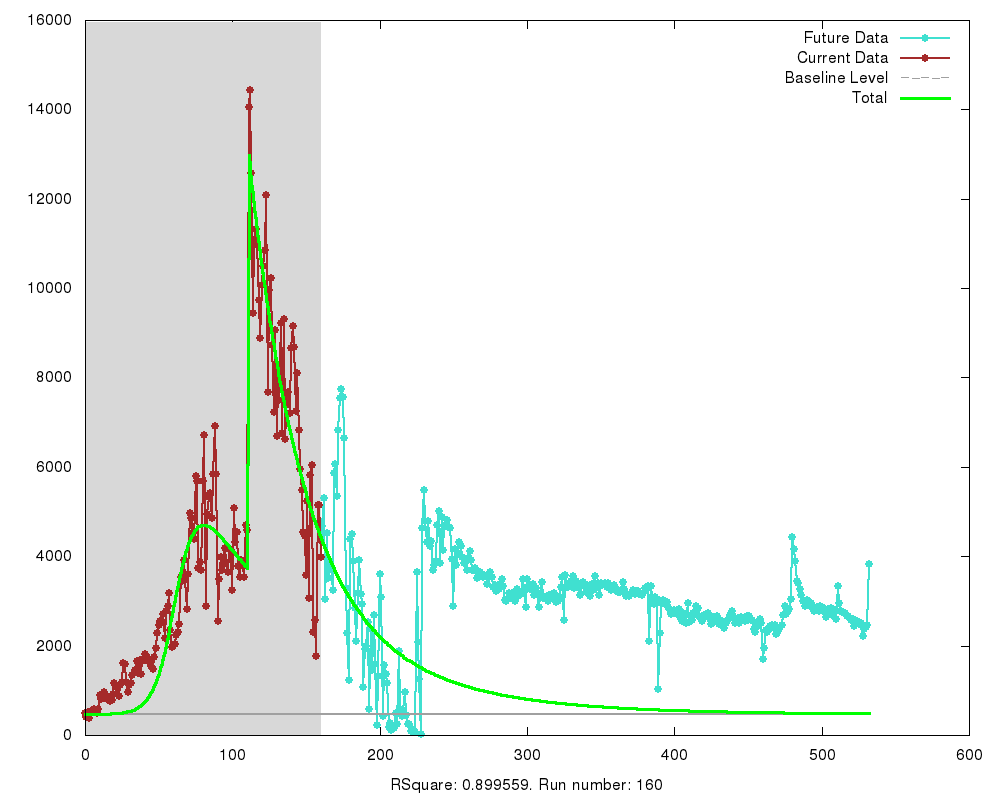 16000
14000
12000
10000
8000
6000
4000
2000
0
Future Data
Current Data
Baseline Level
Total
0 100 200 300 400 500 600
RSquare: 0.899559. Run number: 160